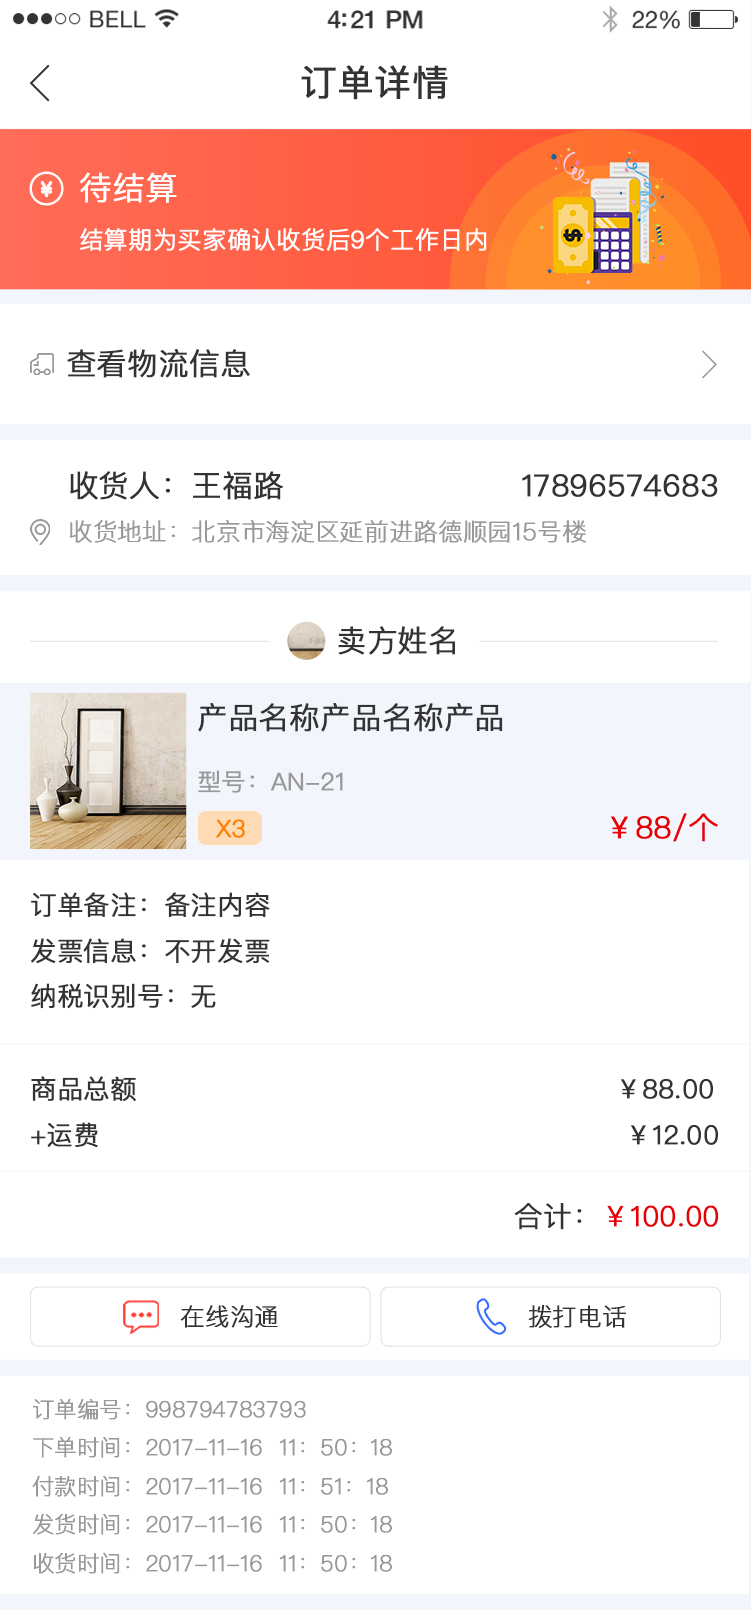 BELL 4:21 PM 22%
订单详情
¥ 待结算
结算期为买家确认收货后9个工作日内
$
查看物流信息
收货人：王福路 17896574683
收货地址：北京市海淀区延前进路德顺园15号楼
卖方姓名
产品名称产品名称产品
型号：AN-21
X3 ¥88/个
订单备注：备注内容
发票信息：不开发票
纳税识别号：无
商品总额 ¥88.00
+运费 ¥12.00
合计：¥100.00
在线沟通 拨打电话
订单编号：998794783793
下单时间：2017-11-16 11：50：18
付款时间：2017-11-16 11：51：18
发货时间：2017-11-16 11：50：18
收货时间：2017-11-16 11：50：18